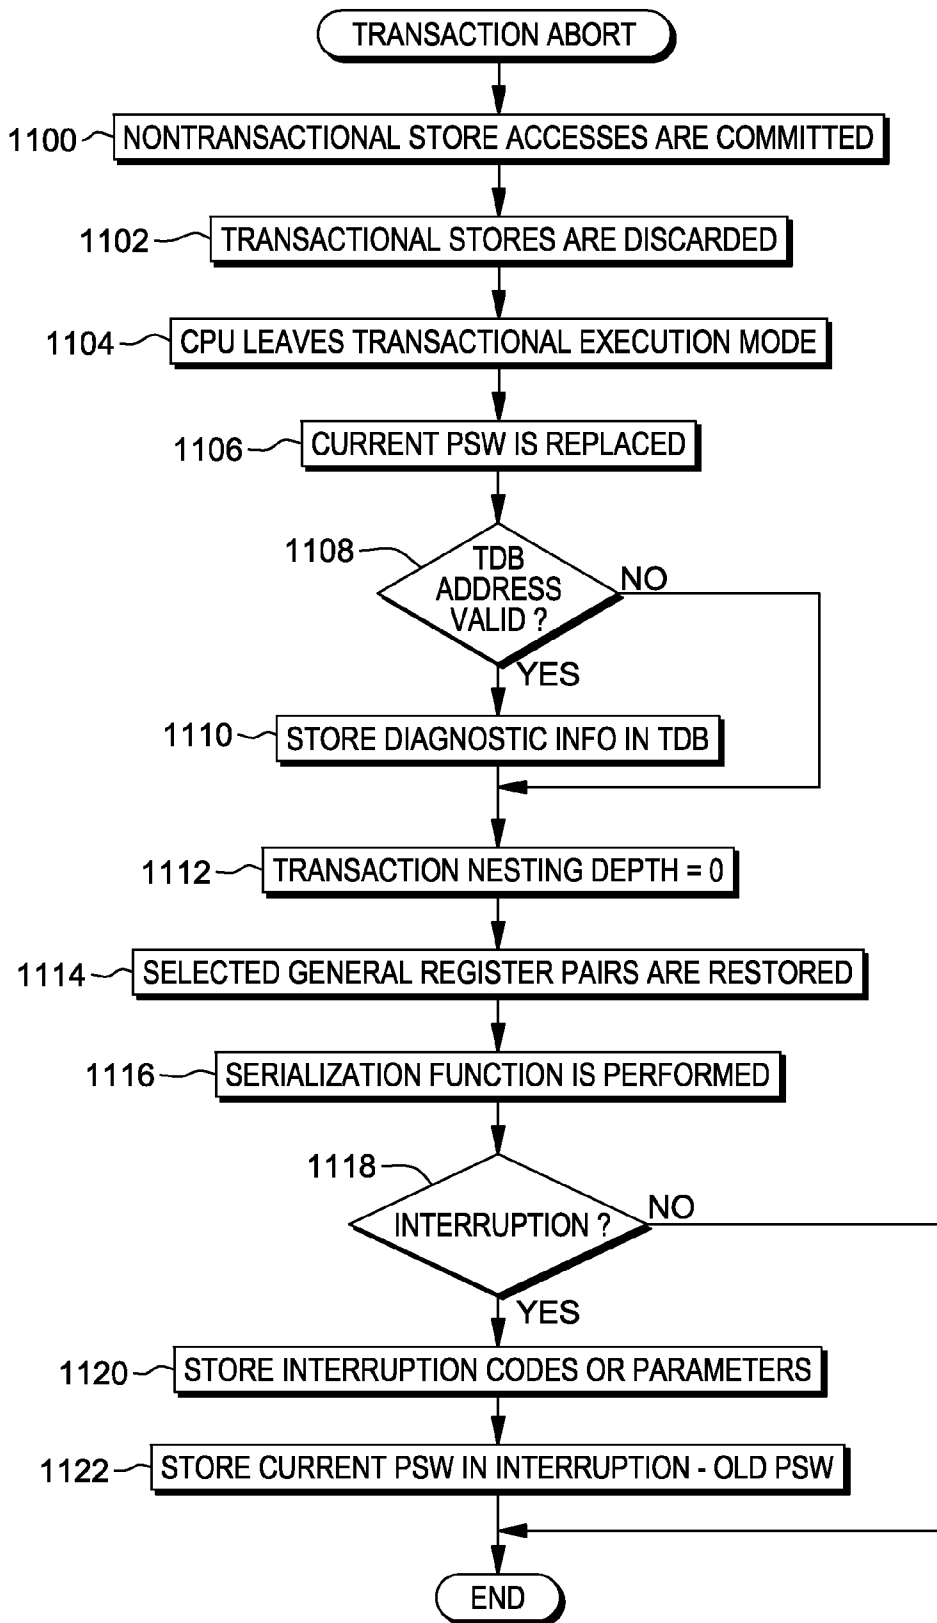 TRANSACTION ABORT
1100
NONTRANSACTIONAL STORE ACCESSES ARE COMMITTED
1102
TRANSACTIONAL STORES ARE DISCARDED
1104
CPU LEAVES TRANSACTIONAL EXECUTION MODE
1106
CURRENT PSW IS REPLACED
1108
TDB
ADDRESS
VALID ?
NO
YES
1110
STORE DIAGNOSTIC INFO IN TDB
1112
TRANSACTION NESTING DEPTH = 0
1114
SELECTED GENERAL REGISTER PAIRS ARE RESTORED
1116
SERIALIZATION FUNCTION IS PERFORMED
1118
INTERRUPTION ?
NO
YES
1120
STORE INTERRUPTION CODES OR PARAMETERS
1122
STORE CURRENT PSW IN INTERRUPTION - OLD PSW
END